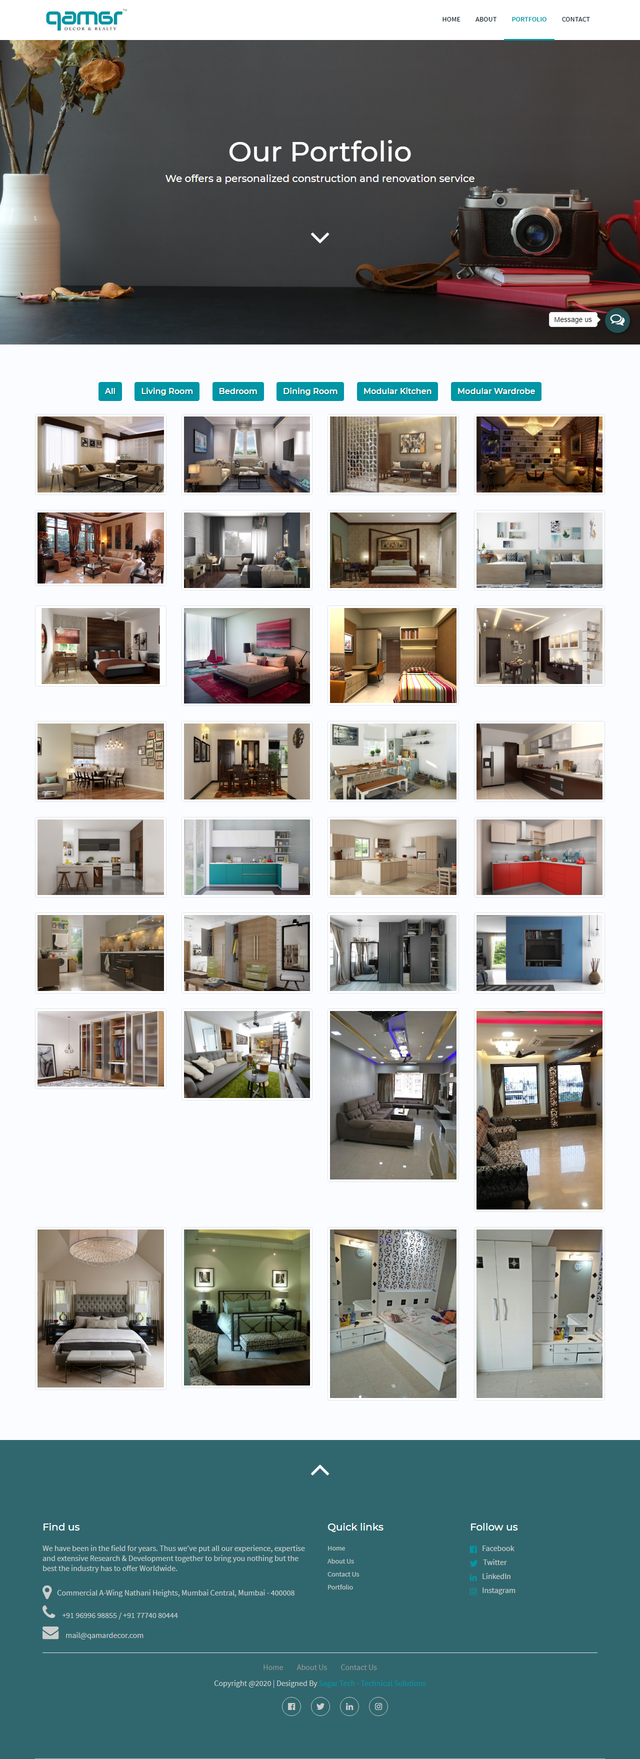 qamar™
DECOR & REALTY
HOME ABOUT PORTFOLIO CONTACT
Our Portfolio
We offers a personalized construction and renovation service
Message us
All Living Room Bedroom Dining Room Modular Kitchen Modular Wardrobe
Find us
We have been in the field for years. Thus we've put all our experience, expertise
and extensive Research & Development together to bring you nothing but the
best the industry has to offer Worldwide.
Commercial A-Wing Nathani Heights, Mumbai Central, Mumbai - 400008
+91 96996 98855 / +91 77740 80444
mail@qamardecor.com
Quick links
Home
About Us
Contact Us
Portfolio
Follow us
Facebook
Twitter
LinkedIn
Instagram
Home About Us Contact Us
Copyright @2020 | Designed By Sagar Tech - Technical Solutions